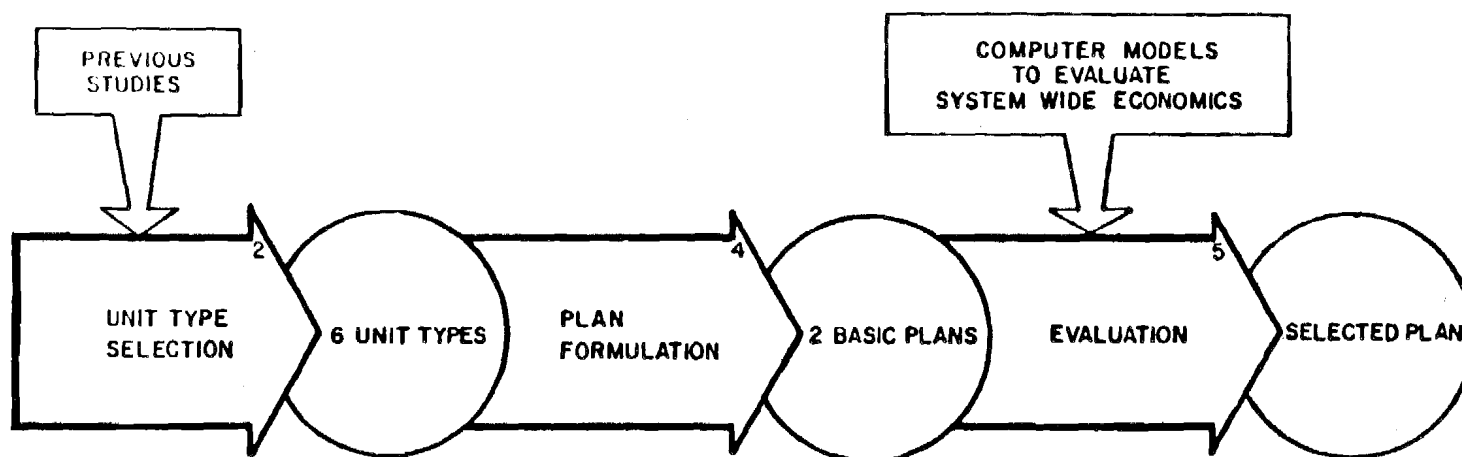 PREVIOUS
STUDIES
COMPUTER MODELS
TO EVALUATE
SYSTEM WIDE ECONOMICS
2
UNIT TYPE
SELECTION
6 UNIT TYPES
4
PLAN
FORMULATION
2 BASIC PLANS
5
EVALUATION
SELECTED PLAN